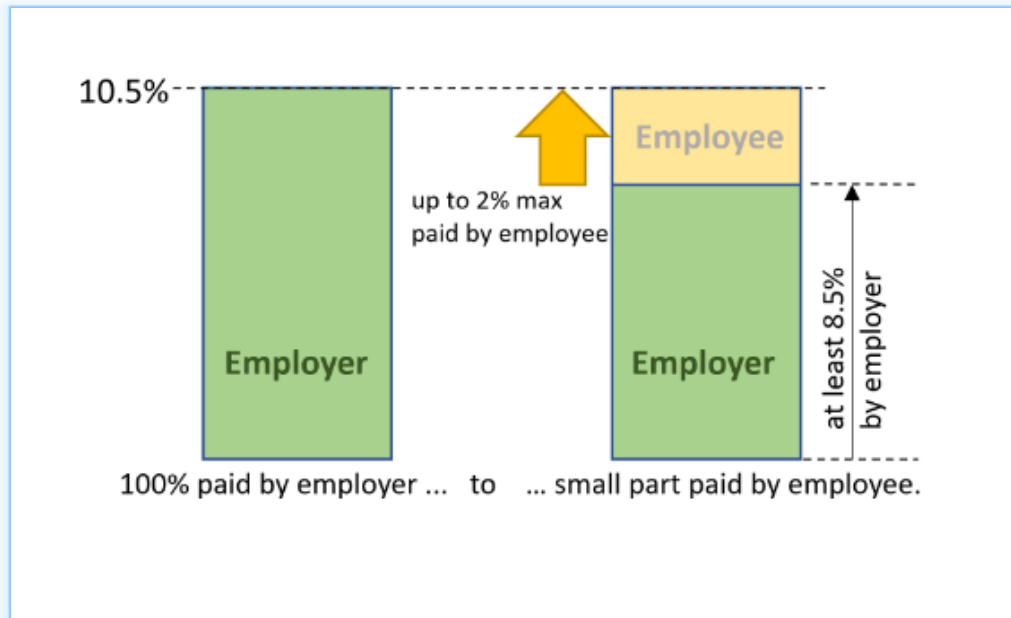 10.5%
Employee
up to 2% max
paid by employee
Employer
Employer
at least 8.5%
by employer
100% paid by employer ... to ... small part paid by employee.